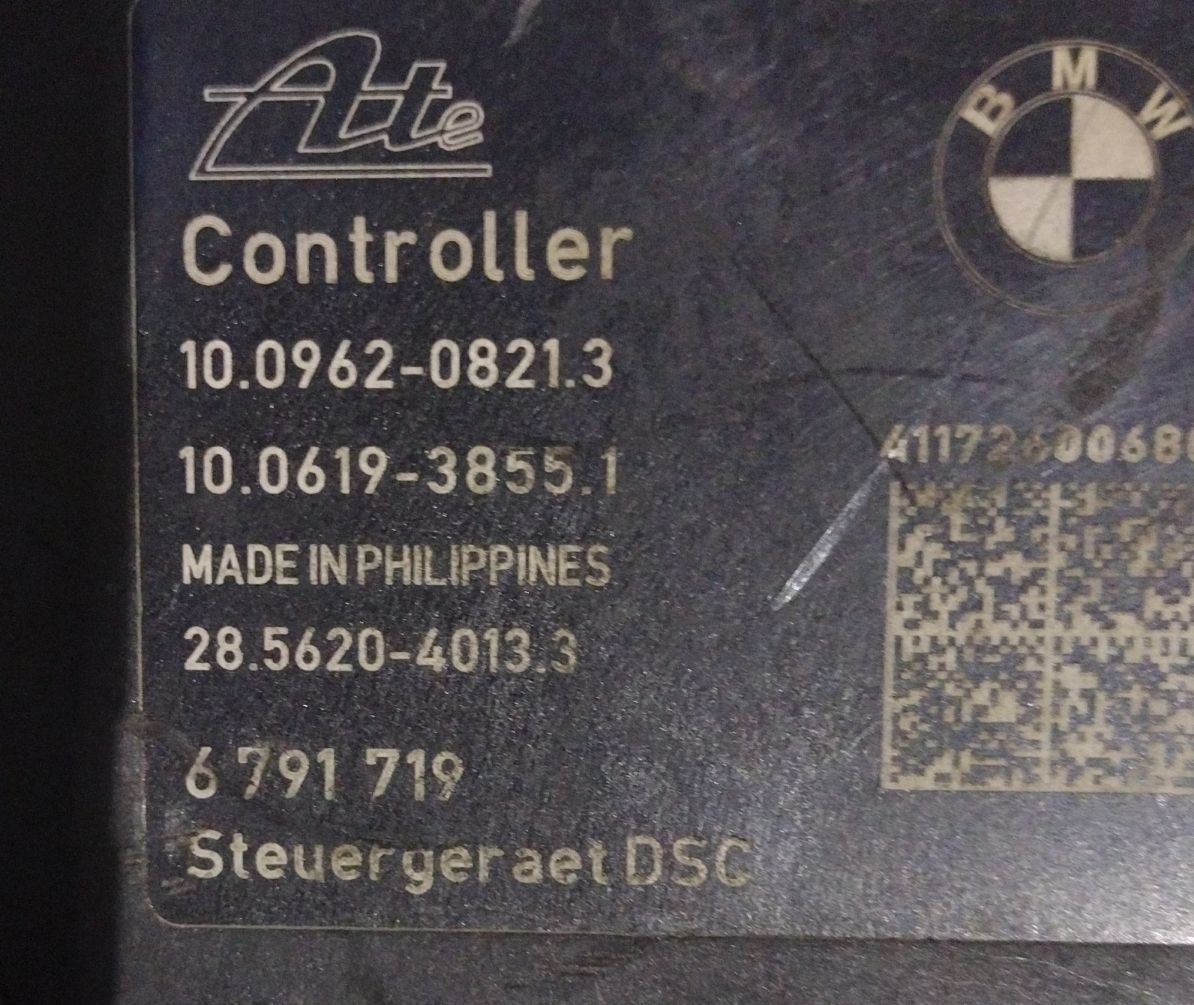 Ate
BMW
Controller
10.0962-0821.3
10.0619-3855.1
MADE IN PHILIPPINES
28.5620-4013.3
6 791 719
Steuergeraet DSC